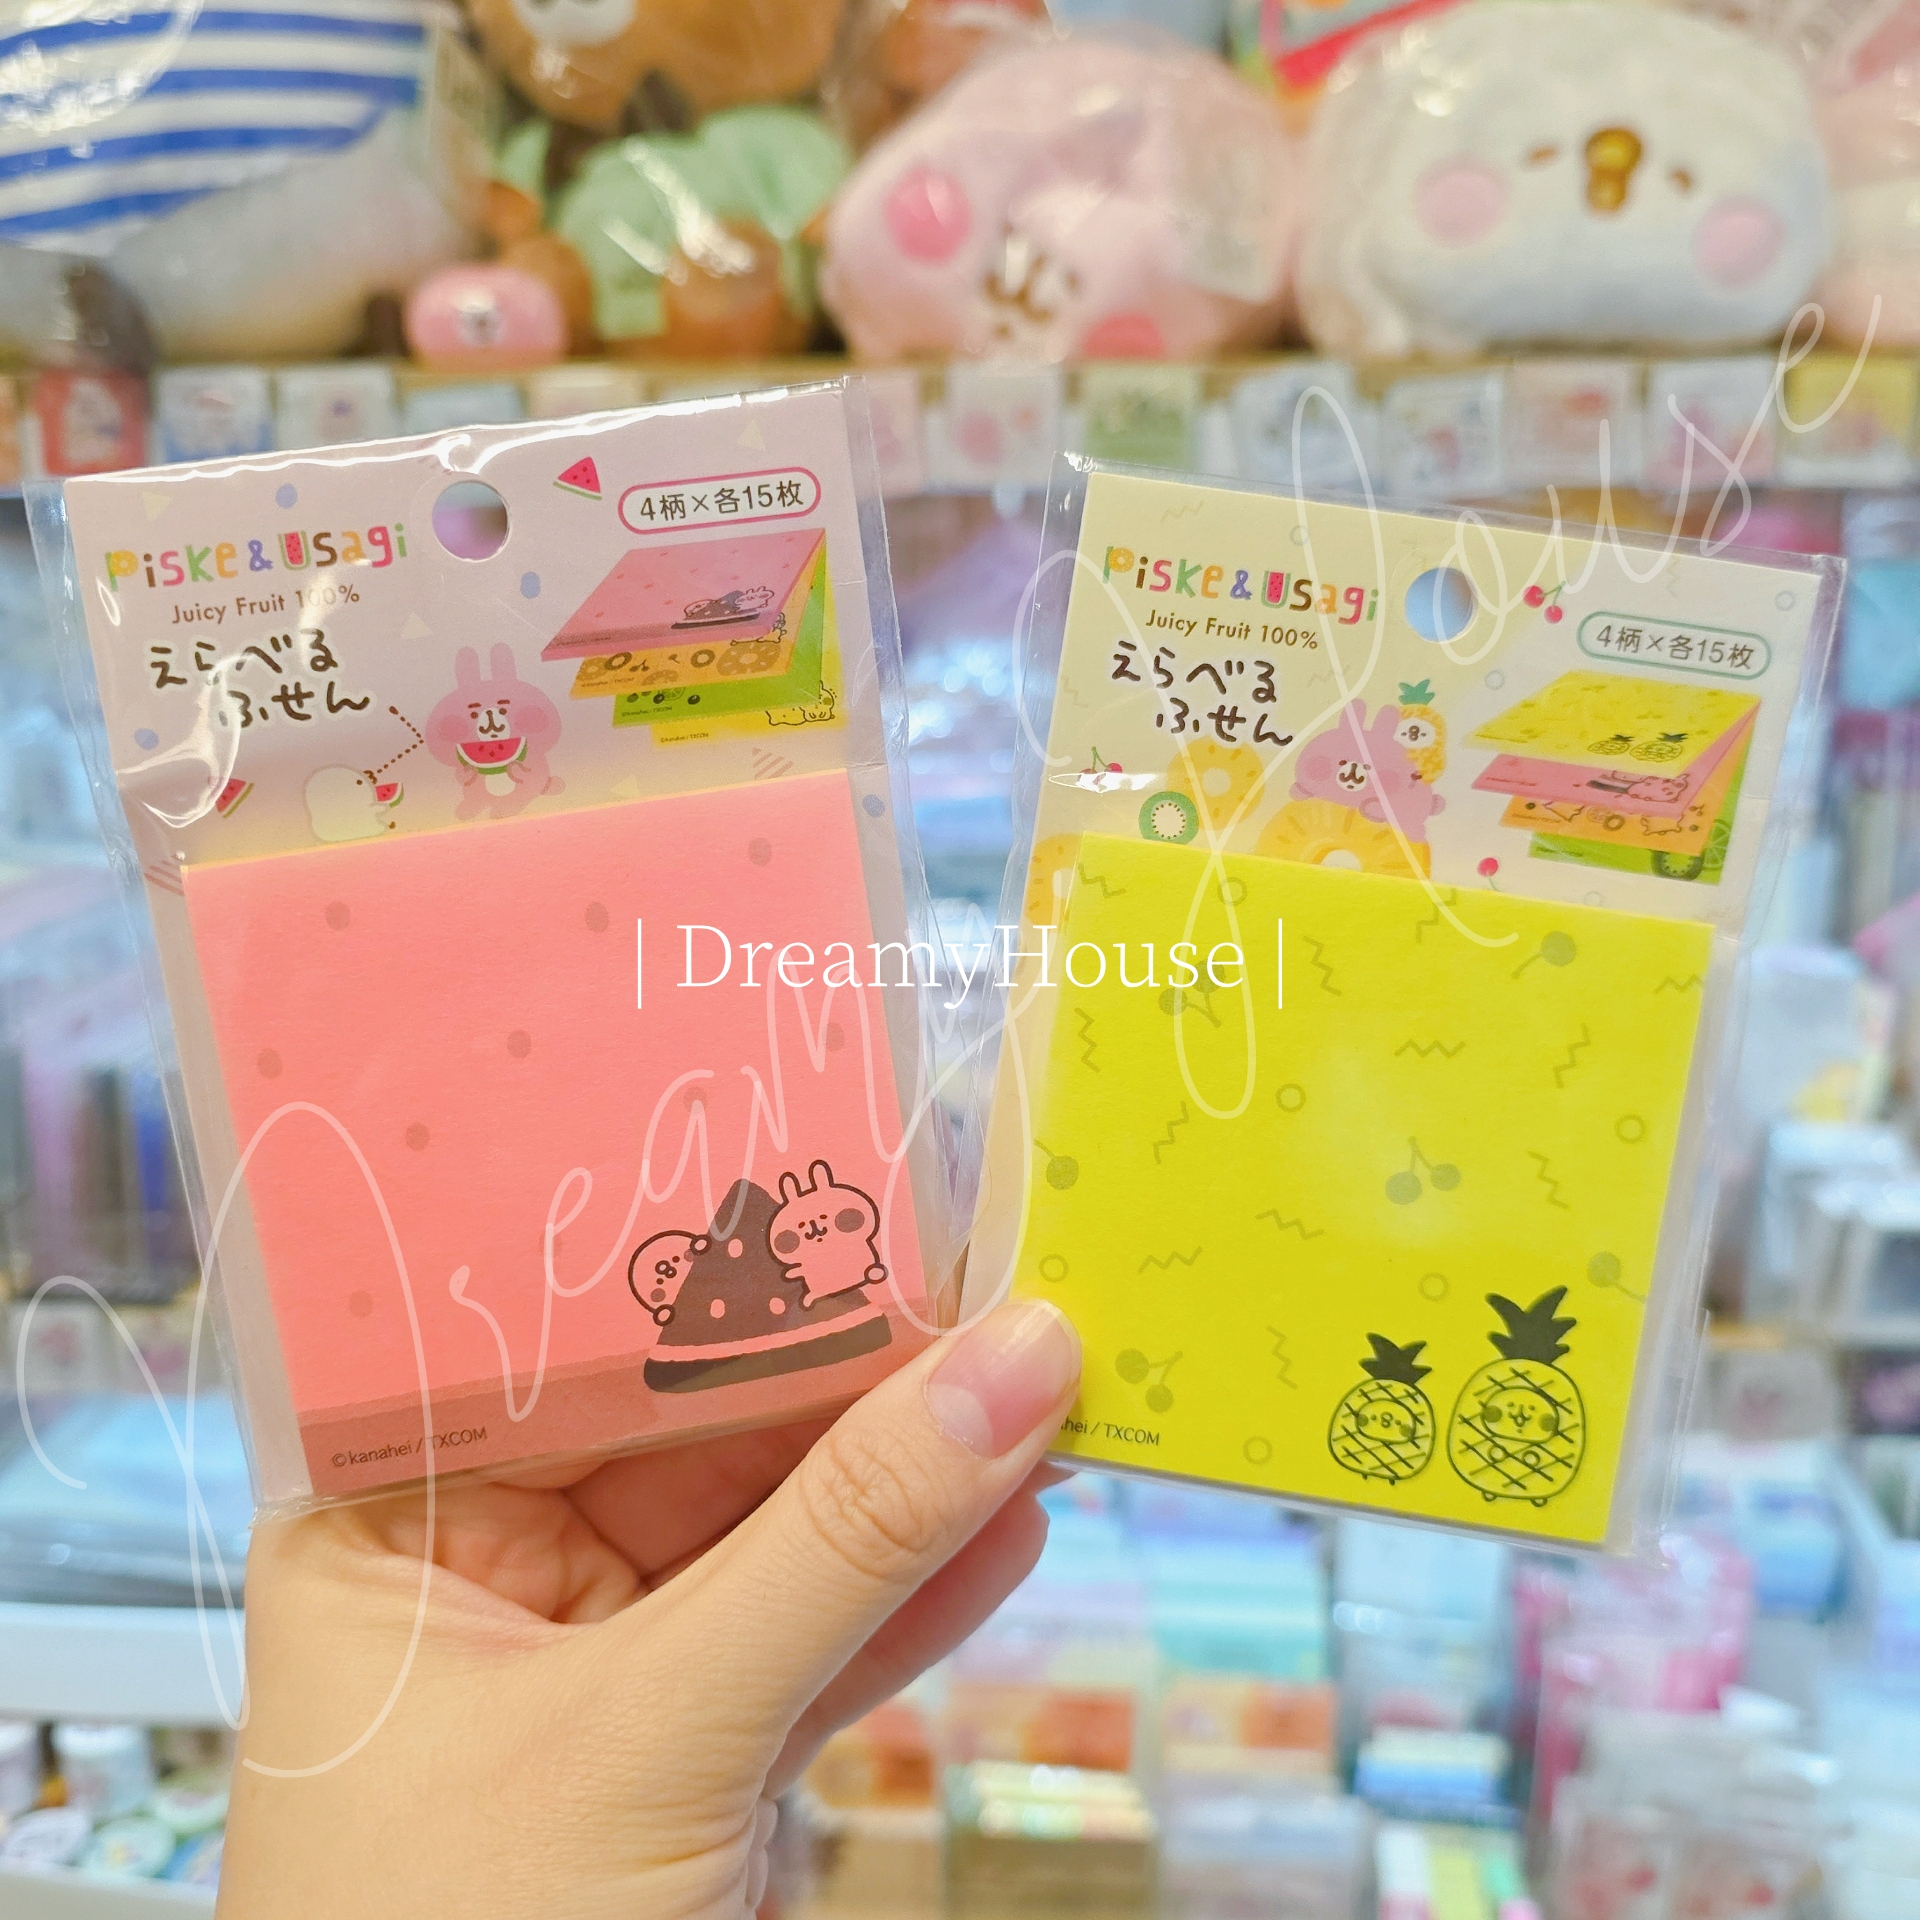 Piske & Usagi
Juicy Fruit 100%
えらべる
ふせん
4柄×各15枚
©kanahei / TXCOM
Piske & Usagi
Juicy Fruit 100%
えらべる
ふせん
4柄×各15枚
hei / TXCOM
| DreamyHouse |
Dreamy House